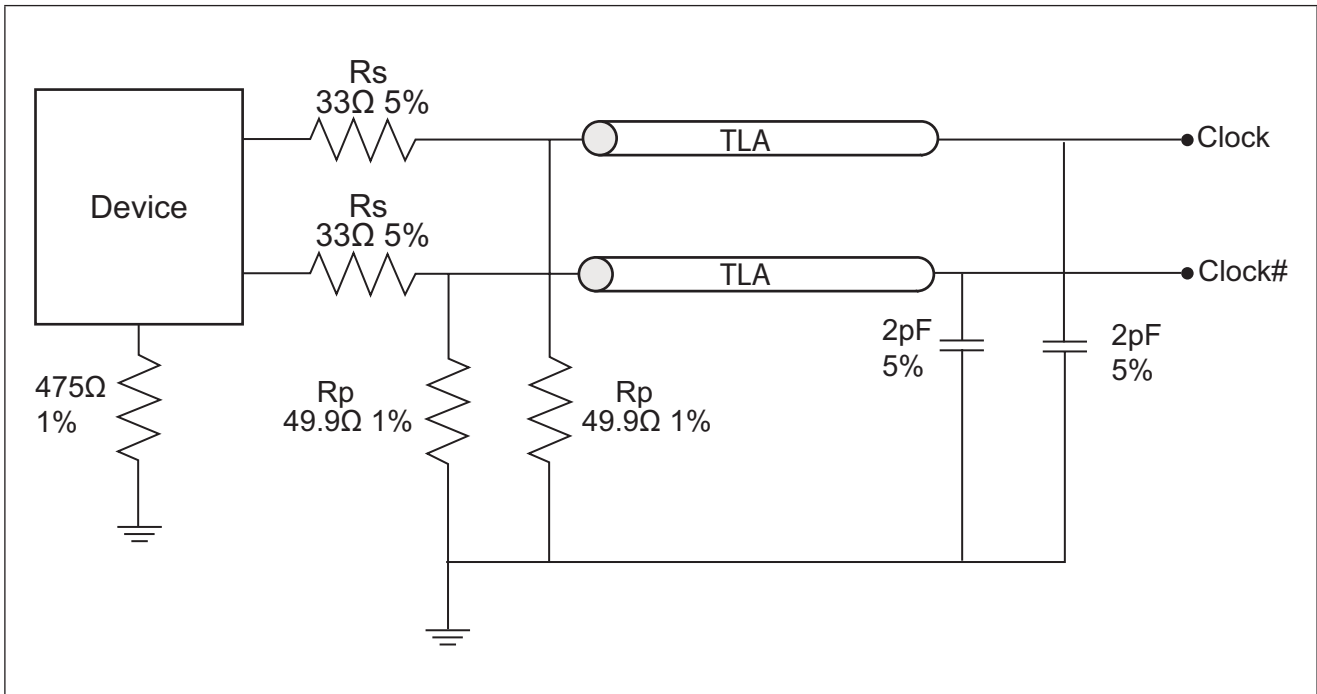 Rs
33Ω 5%
TLA
Clock
Device
Rs
33Ω 5%
TLA
Clock#
475Ω
1%
Rp
49.9Ω 1%
Rp
49.9Ω 1%
2pF
5%
2pF
5%